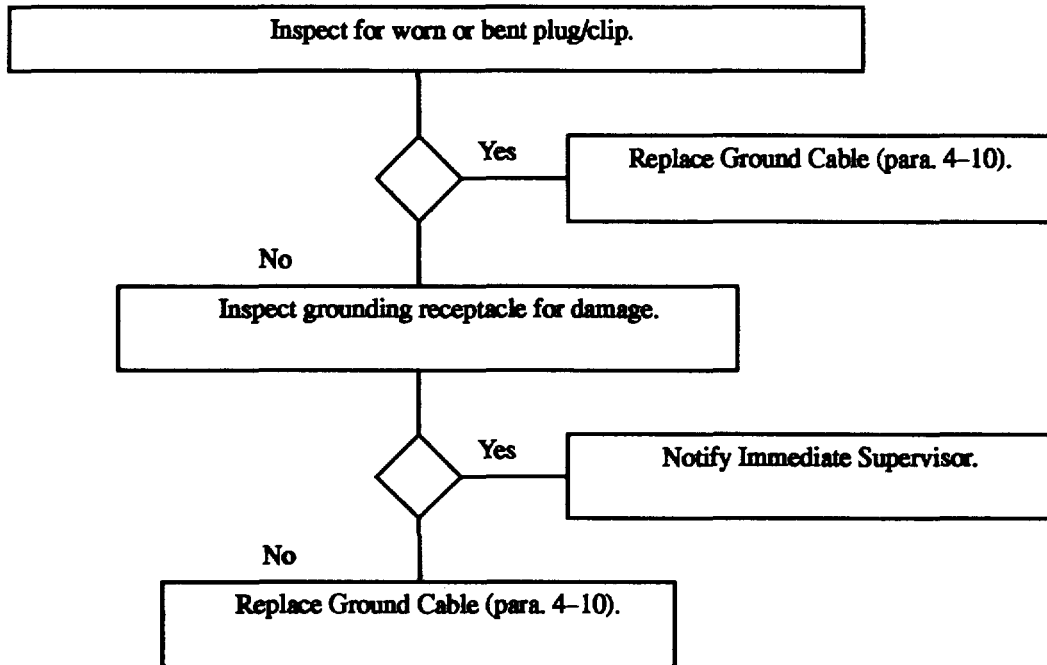 Inspect for worn or bent plug/clip.
Yes
Replace Ground Cable (para. 4–10).
No
Inspect grounding receptacle for damage.
Yes
Notify Immediate Supervisor.
No
Replace Ground Cable (para. 4–10).